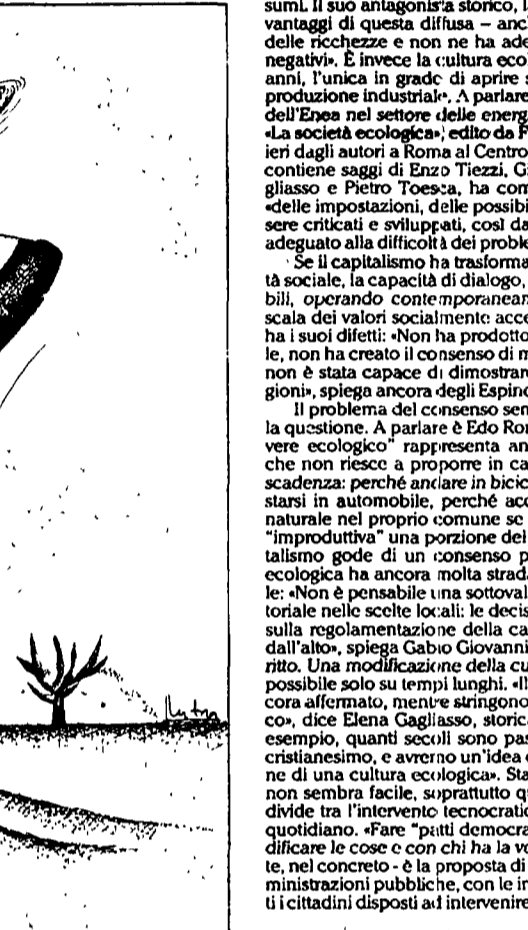 sumi. Il suo antagonista storico, l
vantaggi di questa diffusa – anc
delle ricchezze e non ne ha ade
negativi». È invece la cultura ecol
anni, l'unica in grado di aprire s
produzione industriale». A parlare
dell'Enea nel settore delle energ
«La società ecologica», edito da F
ieri dagli autori a Roma al Centro
contiene saggi di Enzo Tiezzi, G
gliasso e Pietro Toesca, ha com
«delle impostazioni, delle possibi
sere criticati e sviluppati, così da
adeguato alla difficoltà dei proble
Se il capitalismo ha trasforma
tà sociale, la capacità di dialogo,
bili, operando contemporanean
scala dei valori socialmente acce
ha i suoi difetti: «Non ha prodotto
le, non ha creato il consenso di m
non è stata capace di dimostrar
gioni», spiega ancora degli Espino
Il problema del consenso sem
la questione. A parlare è Edo Ron
vere ecologico" rappresenta an
che non riesce a proporre in ca
scadenza: perché andare in bicic
starsi in automobile, perché acc
naturale nel proprio comune se
"improduttiva" una porzione del
talismo gode di un consenso p
ecologica ha ancora molta strada
le: «Non è pensabile una sottoval
toriale nelle scelte locali: le decis
sulla regolamentazione della ca
dall'alto», spiega Gabio Giovanni
ritto. Una modificazione della cu
possibile solo su tempi lunghi. «Il
cora affermato, mentre stringono
co», dice Elena Gagliasso, storica
esempio, quanti secoli sono pas
cristianesimo, e avremo un'idea d
ne di una cultura ecologica». Sta
non sembra facile, soprattutto qu
divide tra l'intervento tecnocratic
quotidiano. «Fare "patti democra
dificare le cose e con chi ha la vo
te, nel concreto - è la proposta di
ministrazioni pubbliche, con le in
ti i cittadini disposti ad intervenire